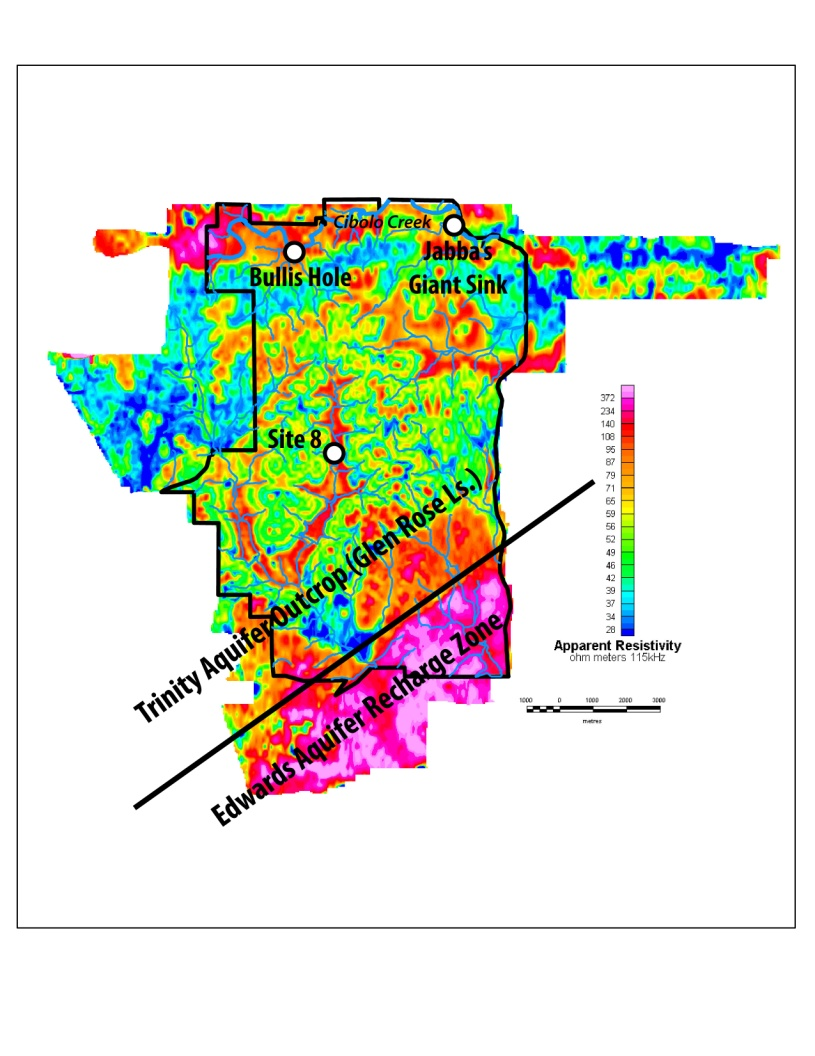 Cibolo Creek
Jabba's
Giant Sink
Bullis Hole
Site 8
Trinity Aquifer Outcrop (Glen Rose Ls.)
Edwards Aquifer Recharge Zone
372
234
140
108
95
87
79
71
65
59
56
52
49
46
42
39
37
34
28
Apparent Resistivity
ohm meters 115kHz
1000 0 1000 2000 3000
metres